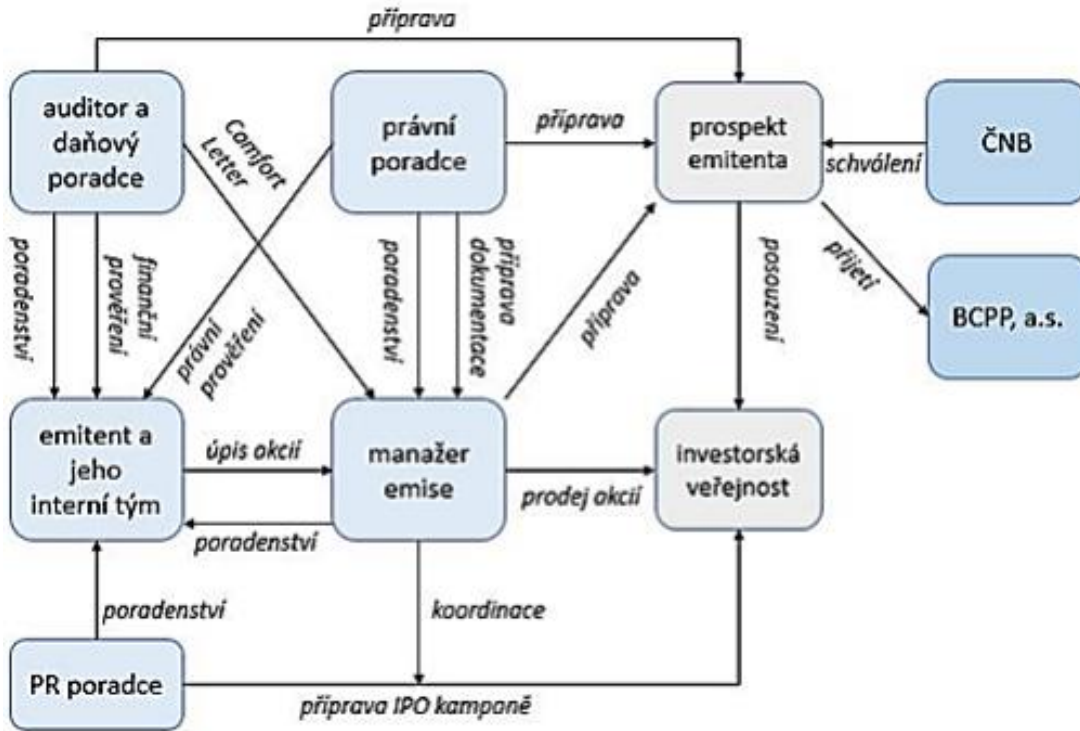 příprava
auditor a
daňový
poradce
Comfort
Letter
právní
poradce
příprava
prospekt
emitenta
schválení
ČNB
poradenství
finanční
prověření
právní
prověření
poradenství
příprava
dokumentace
příprava
posouzení
přijetí
BCPP, a.s.
emitent a
jeho
interní tým
úpis akcií
poradenství
manažer
emise
prodej akcií
investorská
veřejnost
poradenství
koordinace
PR poradce
příprava IPO kampaně